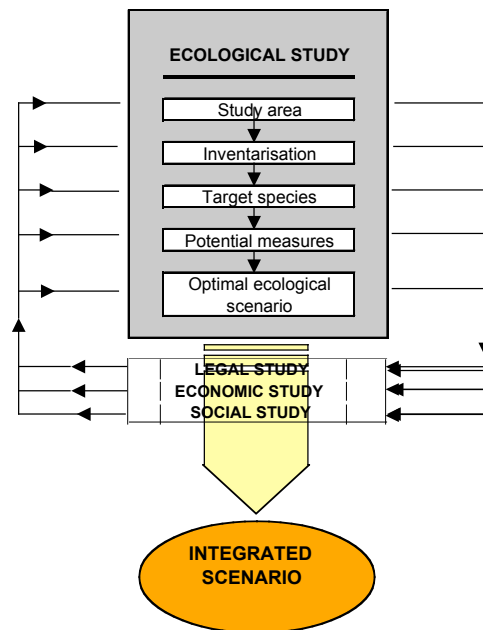 ECOLOGICAL STUDY
Study area
Inventarisation
Target species
Potential measures
Optimal ecological
scenario
LEGAL STUDY
ECONOMIC STUDY
SOCIAL STUDY
INTEGRATED
SCENARIO